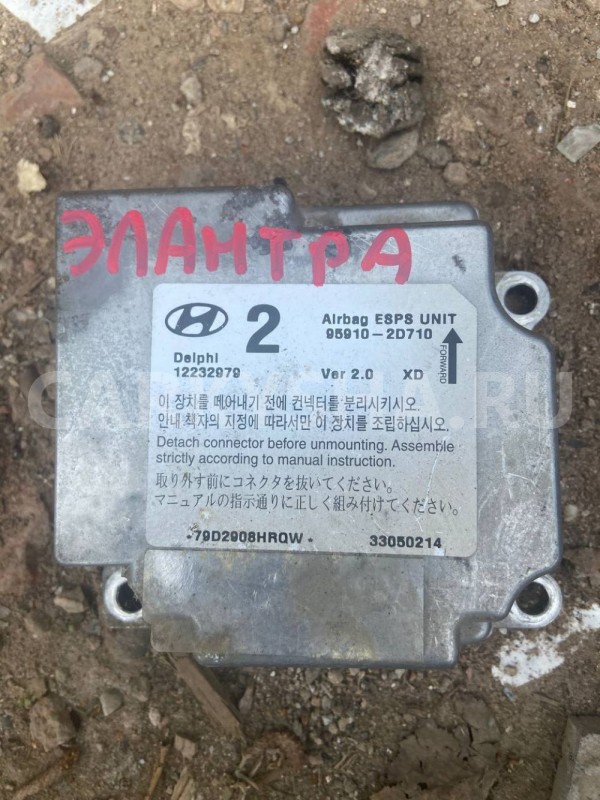 ЭЛАНТРА
2
Airbag ESPS UNIT
95910-2D710
FORWARD
Delphi
12232979
Ver 2.0 XD
이 장치를 떼어내기 전에 컨넥터를 분리시키시오.
안내 책자의 지정에 따라서만 이 장치를 조립하십시오.
Detach connector before unmounting. Assemble
strictly according to manual instruction.
取り外す前にコネクタを抜いてください。
マニュアルの指示通りに正しく組み付けてください。
-79D2908HRQW- 33050214